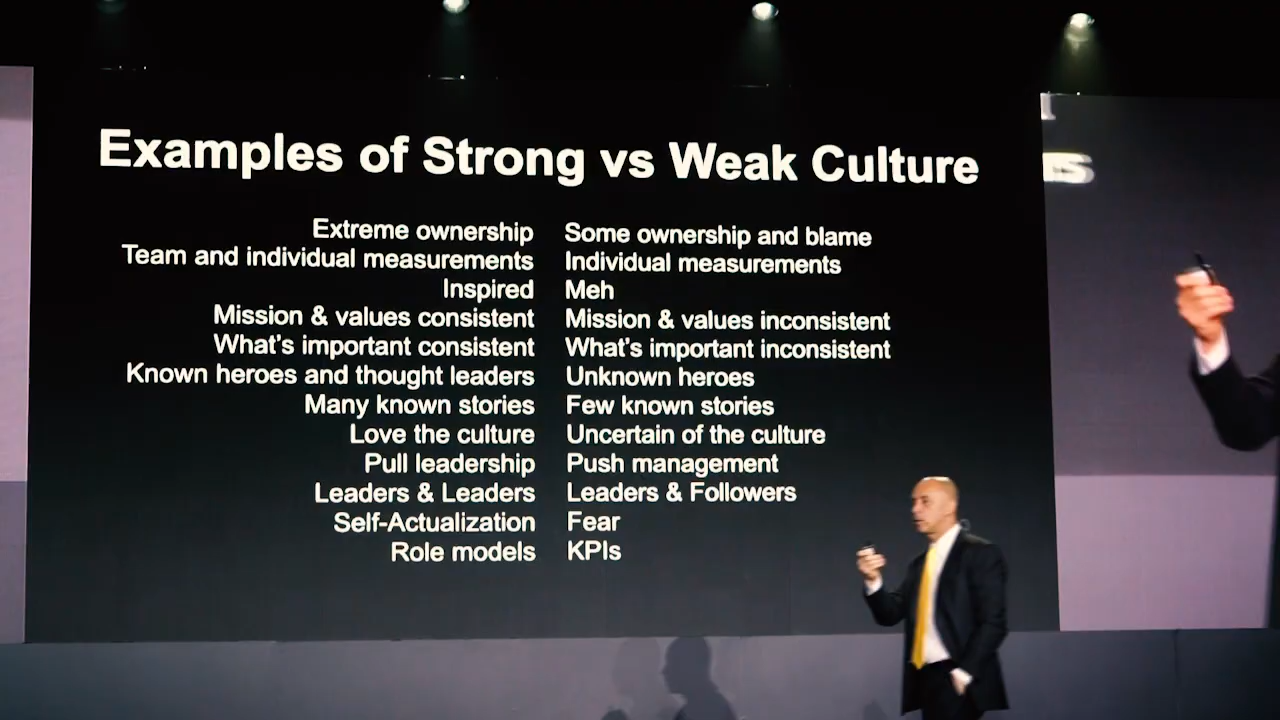 Examples of Strong vs Weak Culture
Extreme ownership Some ownership and blame
Team and individual measurements Individual measurements
Inspired Meh
Mission & values consistent Mission & values inconsistent
What's important consistent What's important inconsistent
Known heroes and thought leaders Unknown heroes
Many known stories Few known stories
Love the culture Uncertain of the culture
Pull leadership Push management
Leaders & Leaders Leaders & Followers
Self-Actualization Fear
Role models KPIs